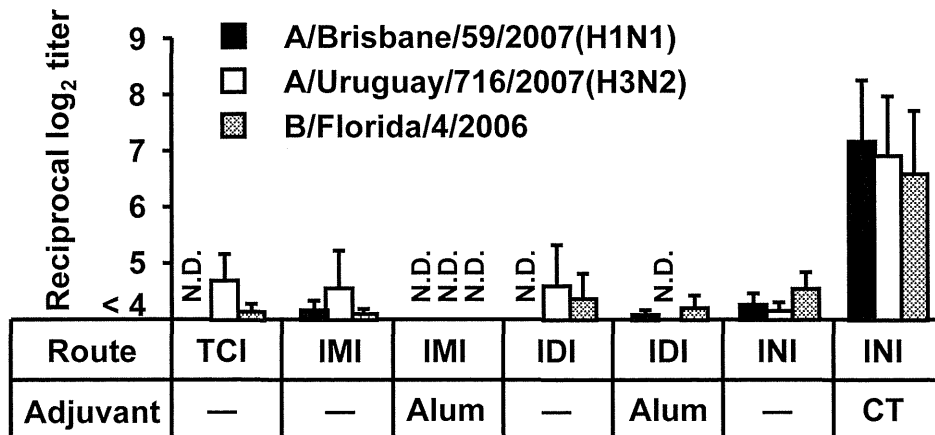 Reciprocal log2 titer
9
8
7
6
5
< 4
A/Brisbane/59/2007(H1N1)
A/Uruguay/716/2007(H3N2)
B/Florida/4/2006
N.D.
N.D. N.D. N.D.
N.D.
N.D.
Route TCI IMI IMI IDI IDI INI INI
Adjuvant — — Alum — Alum — CT